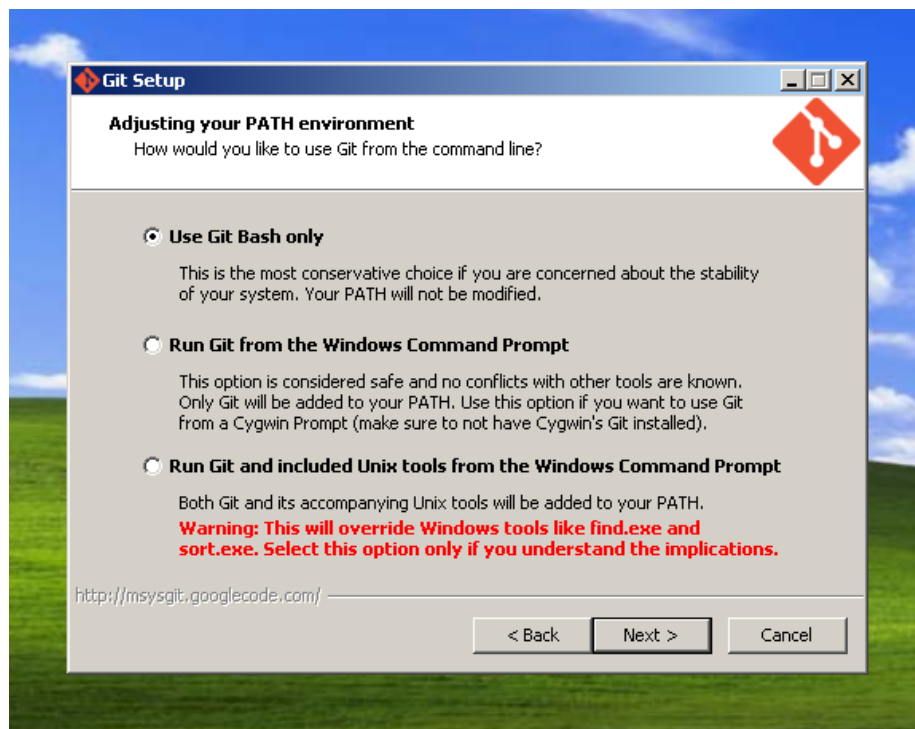 Git Setup
Adjusting your PATH environment
How would you like to use Git from the command line?
Use Git Bash only
This is the most conservative choice if you are concerned about the stability
of your system. Your PATH will not be modified.
Run Git from the Windows Command Prompt
This option is considered safe and no conflicts with other tools are known.
Only Git will be added to your PATH. Use this option if you want to use Git
from a Cygwin Prompt (make sure to not have Cygwin's Git installed).
Run Git and included Unix tools from the Windows Command Prompt
Both Git and its accompanying Unix tools will be added to your PATH.
Warning: This will override Windows tools like find.exe and
sort.exe. Select this option only if you understand the implications.
http://msysgit.googlecode.com/
< Back Next > Cancel